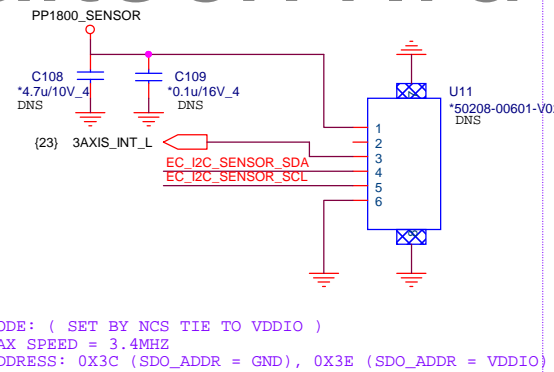 PP1800_SENSOR
C108
*4.7u/10V_4
DNS
C109
*0.1u/16V_4
DNS
U11
*50208-00601-V0
DNS
{23} 3AXIS_INT_L
EC_I2C_SENSOR_SDA
EC_I2C_SENSOR_SCL
1
2
3
4
5
6
ODE: ( SET BY NCS TIE TO VDDIO )
AX SPEED = 3.4MHZ
DDRESS: 0X3C (SDO_ADDR = GND), 0X3E (SDO_ADDR = VDDIO)